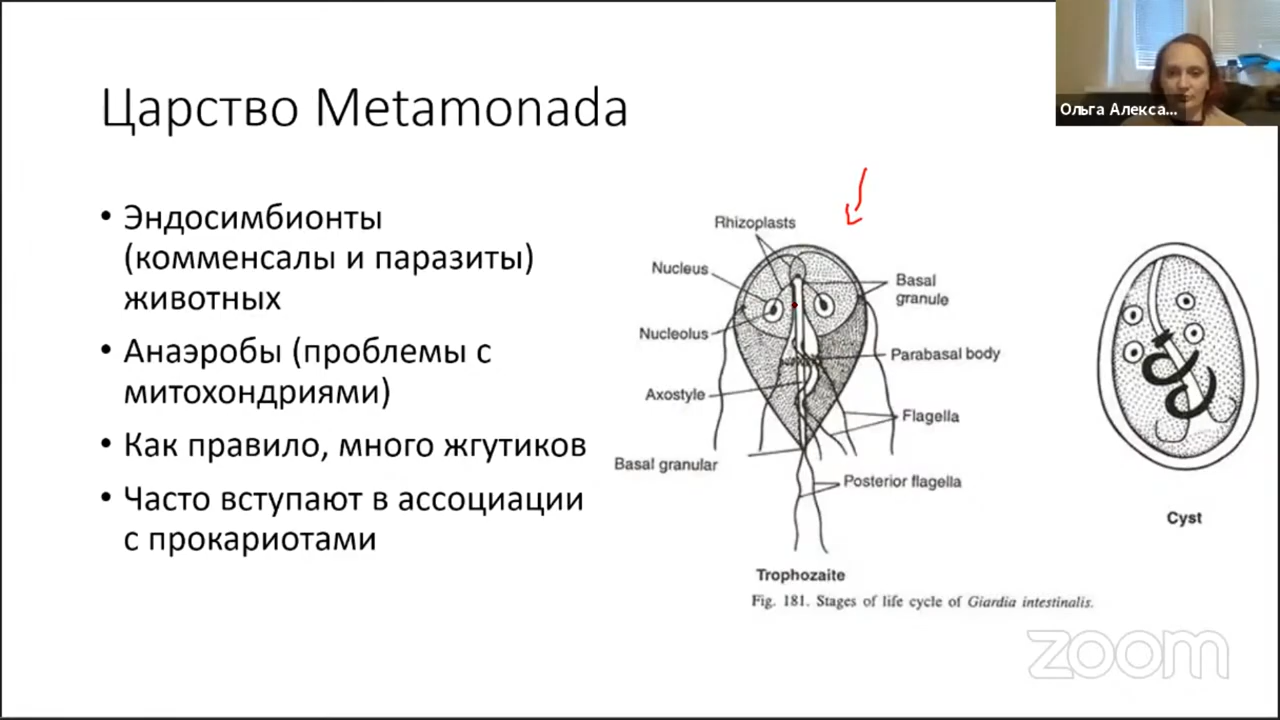 Царство Metamonada
Ольга Алекса...
• Эндосимбионты
(комменсалы и паразиты)
животных
• Анаэробы (проблемы с
митохондриями)
• Как правило, много жгутиков
• Часто вступают в ассоциации
с прокариотами
Rhizoplasts
Nucleus
Nucleolus
Axostyle
Basal granular
Basal
granule
Parabasal body
Flagella
Posterior flagella
Trophozaite
Cyst
Fig. 181. Stages of life cycle of Giardia intestinalis.
zoom